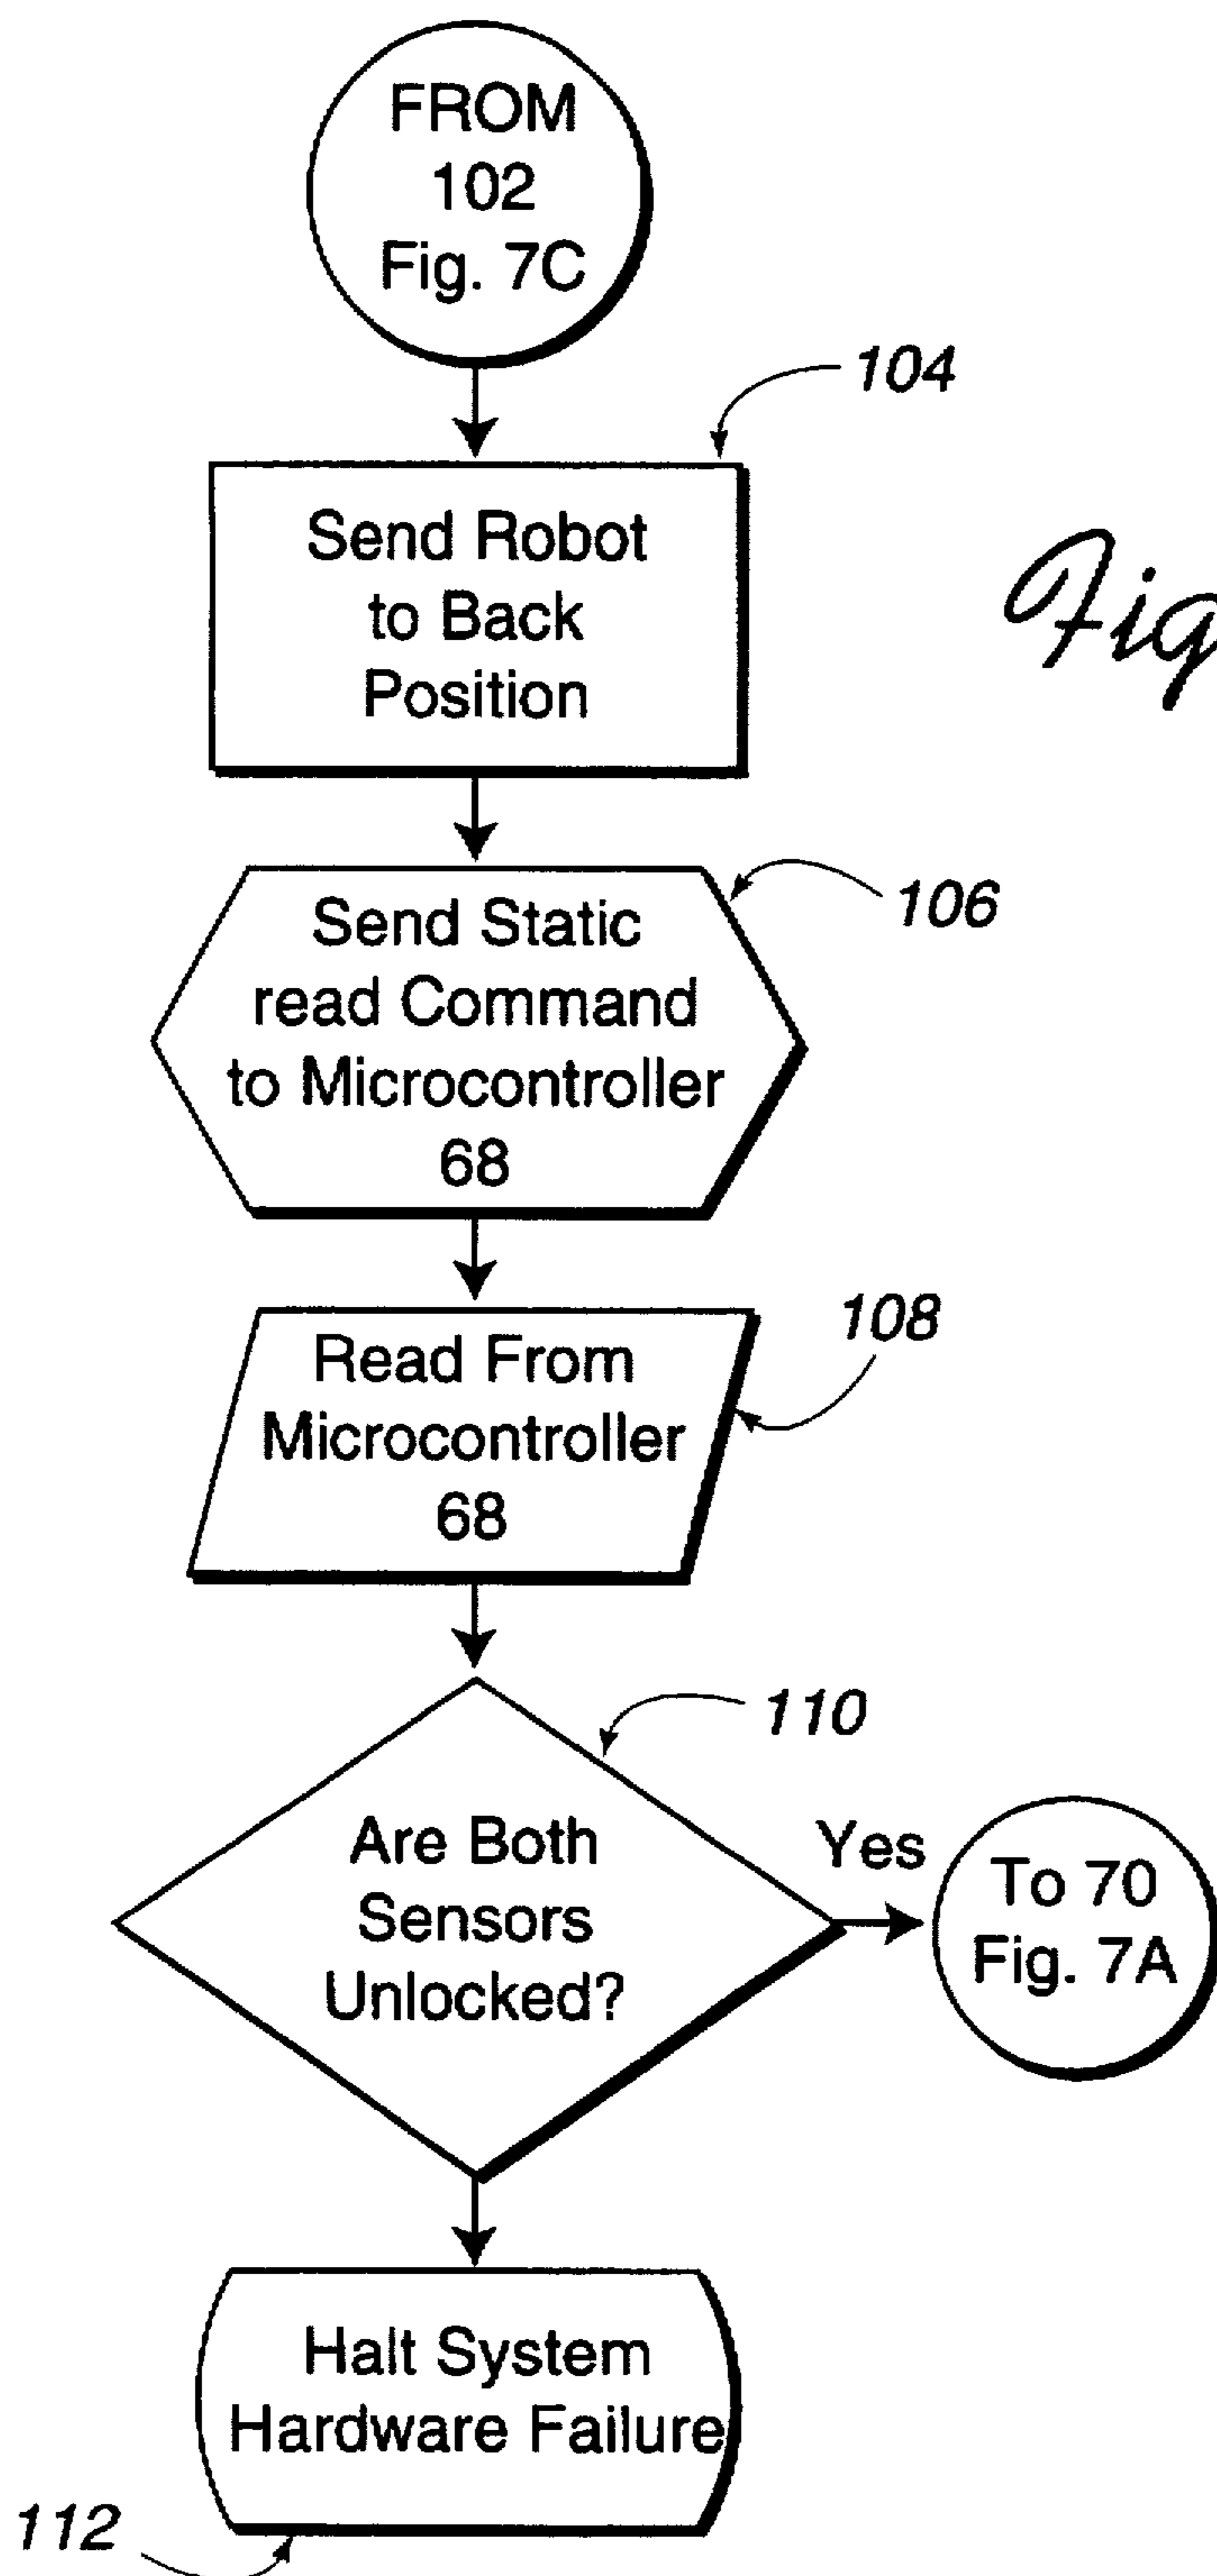 FROM
102
Fig. 7C
104
Send Robot
to Back
Position
Fig
106
Send Static
read Command
to Microcontroller
68
108
Read From
Microcontroller
68
110
Are Both
Sensors
Unlocked?
Yes
To 70
Fig. 7A
Halt System
Hardware Failure
112